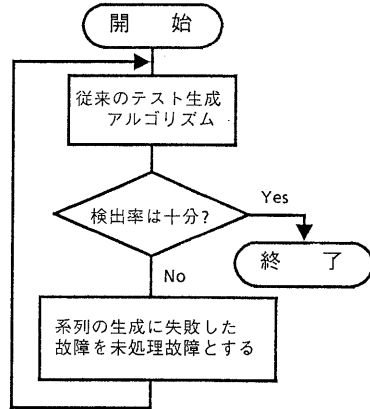 開 始
従来のテスト生成
アルゴリズム
検出率は十分?
Yes
終 了
No
系列の生成に失敗した
故障を未処理故障とする